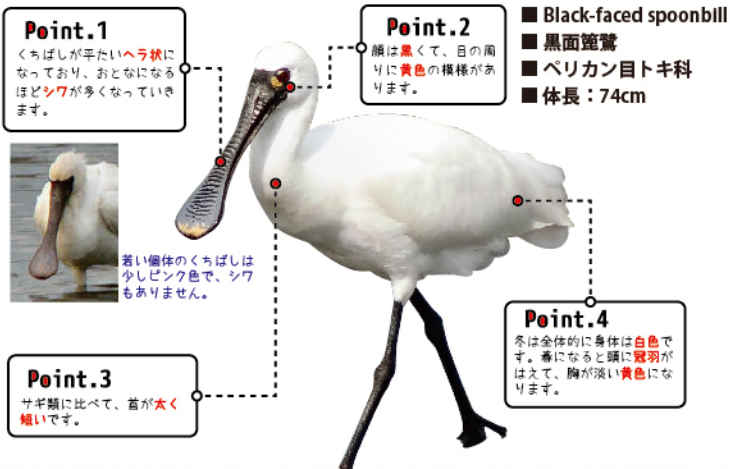 Point.1
くちばしが平たいヘラ状に
なっており、おとなになる
ほどシワが多くなっていき
ます。
Point.2
顔は黒くて、目の周
りに黄色の模様があ
ります。
■ Black-faced spoonbill
■ 黒面箆鷺
■ ペリカン目トキ科
■ 体長：74cm
若い個体のくちばしは
少しピンク色で、シワ
もありません。
Point.3
サギ類に比べて、首が太く
短いです。
Point.4
冬は全体的に身体は白色で
す。春になると頭に冠羽が
はえて、胸が淡い黄色にな
ります。